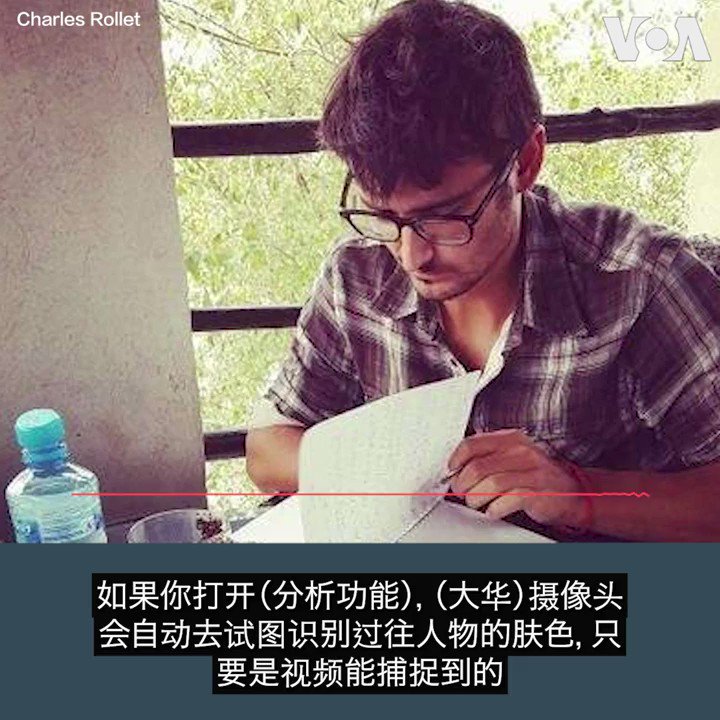 Charles Rollet
VOA
如果你打开(分析功能), (大华)摄像头
会自动去试图识别过往人物的肤色, 只
要是视频能捕捉到的